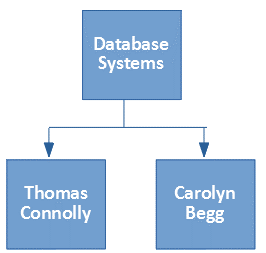 Database
Systems
Thomas
Connolly
Carolyn
Begg